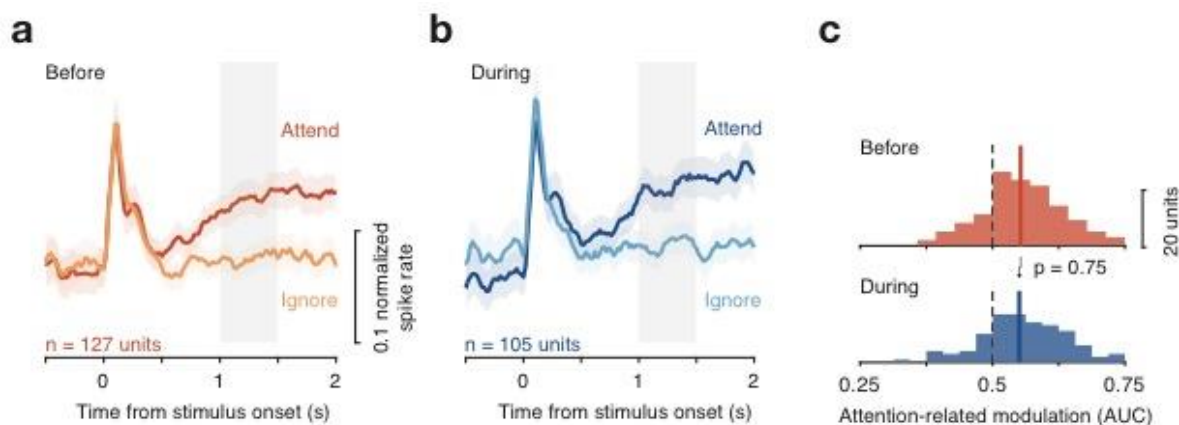 a
Before
Attend
Ignore
n = 127 units
0.1 normalized
spike rate
0
1
2
Time from stimulus onset (s)
b
During
Attend
Ignore
n = 105 units
0
1
2
Time from stimulus onset (s)
c
Before
20 units
p = 0.75
During
0.25
0.5
0.75
Attention-related modulation (AUC)